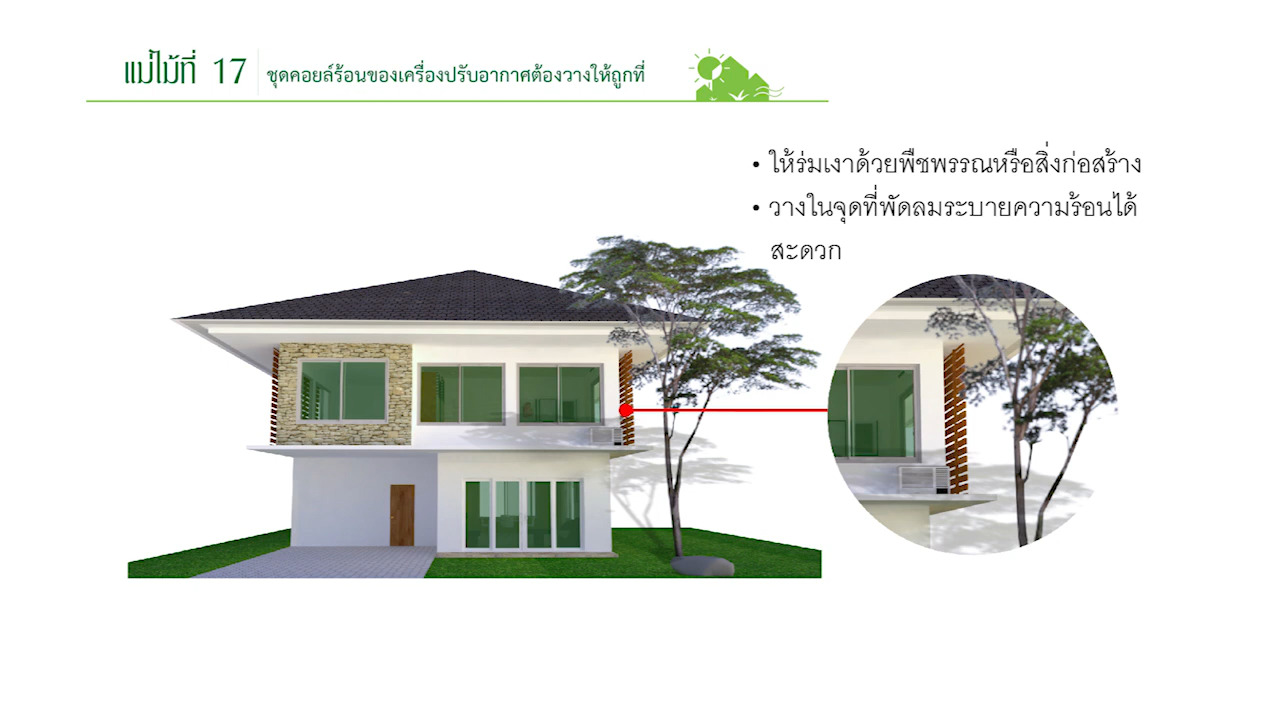 แม่ไม้ที่ 17 ชุดคอยล์ร้อนของเครื่องปรับอากาศต้องวางให้ถูกที่
• ให้ร่มเงาด้วยพืชพรรณหรือสิ่งก่อสร้าง
• วางในจุดที่พัดลมระบายความร้อนได้
สะดวก